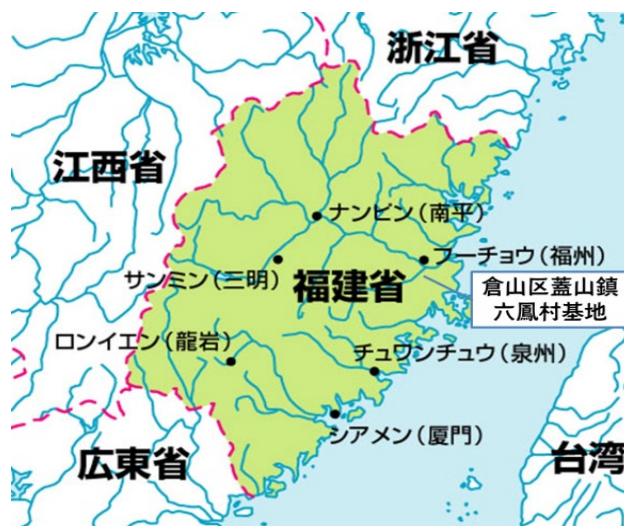 浙江省
江西省
ナンピン（南平）
フーチョウ（福州）
サンミン（三明）
福建省
倉山区蓋山鎮
六鳳村基地
ロンイエン（龍岩）
チュワンチュウ（泉州）
シアメン（厦門）
広東省
台湾